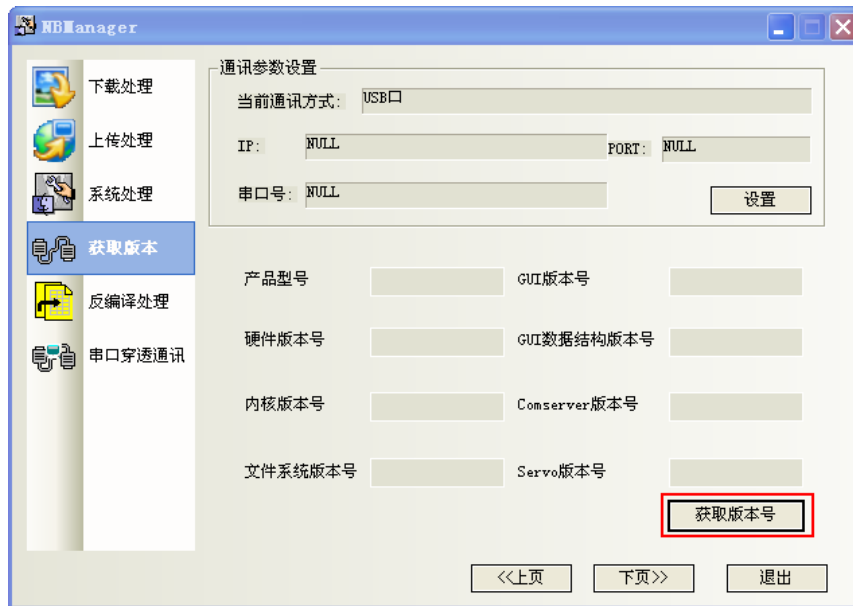 NBManager
下载处理
上传处理
系统处理
获取版本
反编译处理
串口穿透通讯
通讯参数设置
当前通讯方式: USB口
IP: NULL PORT: NULL
串口号: NULL 设置
产品型号 GUI版本号
硬件版本号 GUI数据结构版本号
内核版本号 Comserver版本号
文件系统版本号 Servo版本号
获取版本号
<<上页 下页>> 退出